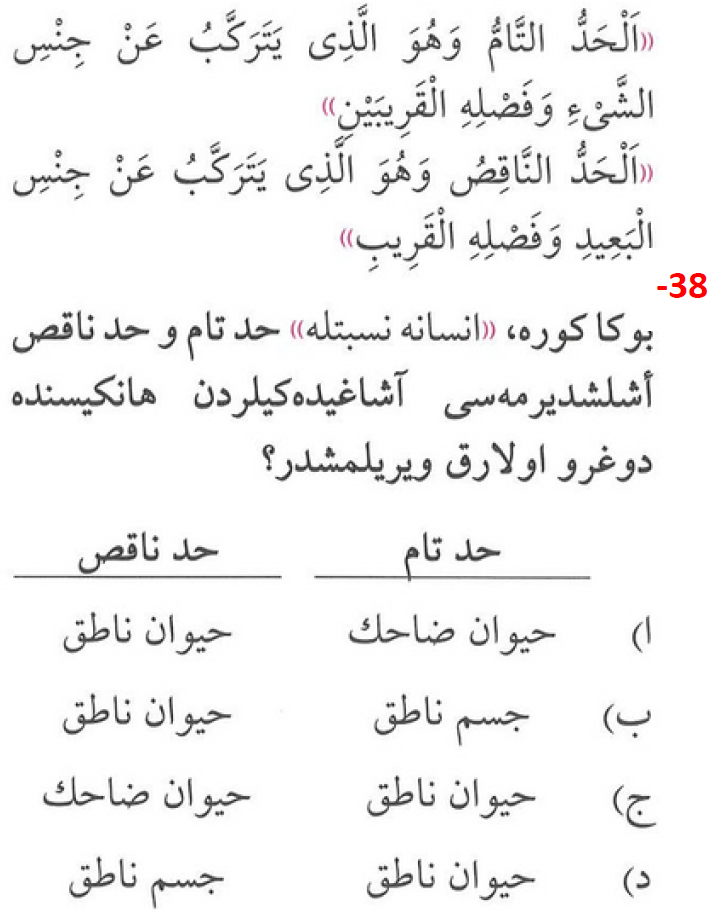 «اَلْحَدُّ التَّامُّ وَهُوَ الَّذِى يَتَرَكَّبُ عَنْ جِنْسِ
الشَّىْءِ وَفَصْلِهِ الْقَرِيبَيْنِ»
«اَلْحَدُّ النَّاقِصُ وَهُوَ الَّذِى يَتَرَكَّبُ عَنْ جِنْسِ
الْبَعِيدِ وَفَصْلِهِ الْقَرِيبِ»
38-
بوكا كوره، «انسانه نسبتله» حد تام و حد ناقص
أشلشديرمه‌سى آشاغيده‌كيلردن هانكيسنده
دوغرو اولارق ويريلمشدر؟
حد تام حد ناقص
ا) حيوان ضاحك حيوان ناطق
ب) جسم ناطق حيوان ناطق
ج) حيوان ناطق حيوان ضاحك
د) حيوان ناطق جسم ناطق